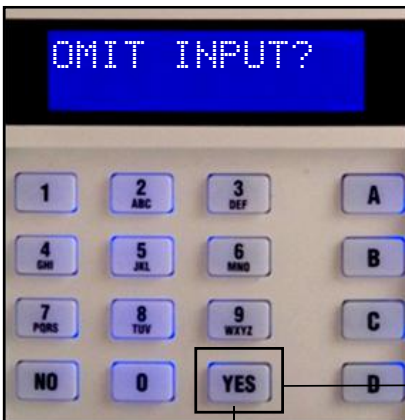 OMIT INPUT?
1 2 3 A
ABC DEF
4 5 6 B
GHI JKL MNO
7 8 9 C
PQRS TUV WXYZ
NO 0 YES D